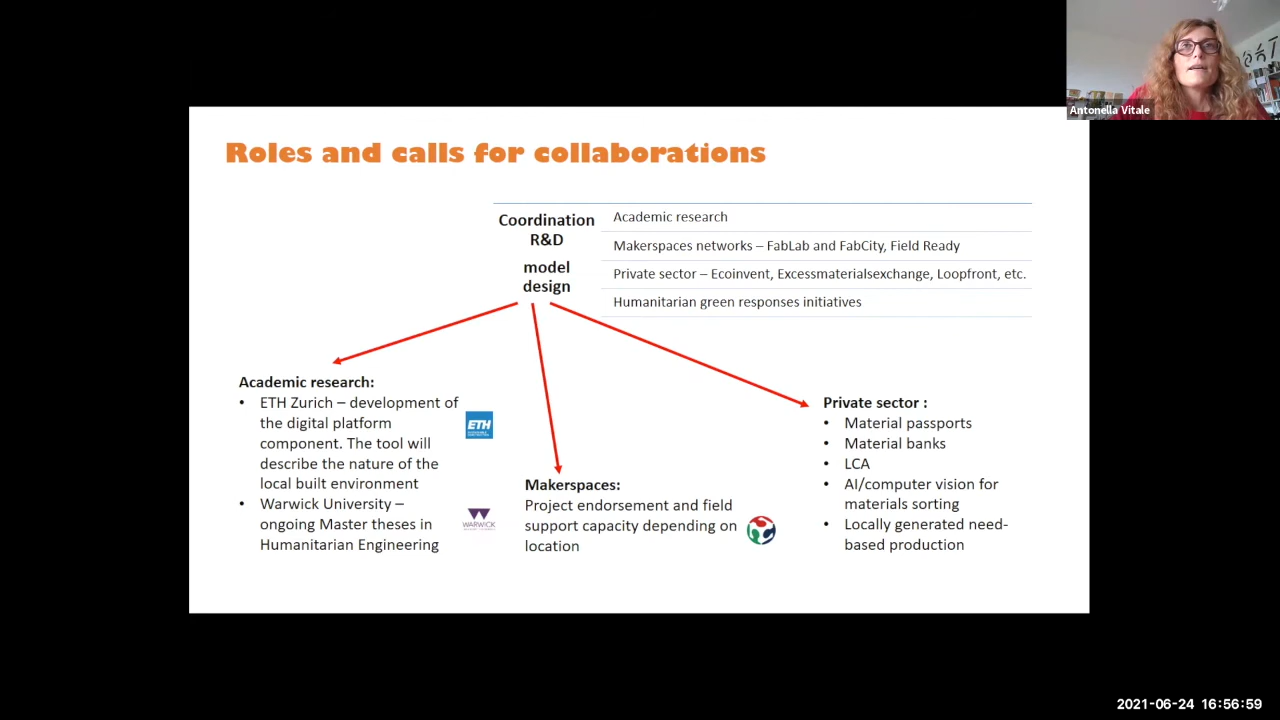 Antonella Vitale
Roles and calls for collaborations
Coordination
R&D
model
design
Academic research
Makerspaces networks – FabLab and FabCity, Field Ready
Private sector – Ecoinvent, Excessmaterialsexchange, Loopfront, etc.
Humanitarian green responses initiatives
Academic research:
• ETH Zurich – development of
the digital platform
component. The tool will
describe the nature of the
local built environment
• Warwick University –
ongoing Master theses in
Humanitarian Engineering
ETH
WARWICK
Makerspaces:
Project endorsement and field
support capacity depending on
location
Private sector :
• Material passports
• Material banks
• LCA
• AI/computer vision for
materials sorting
• Locally generated need-
based production
2021-06-24 16:56:59